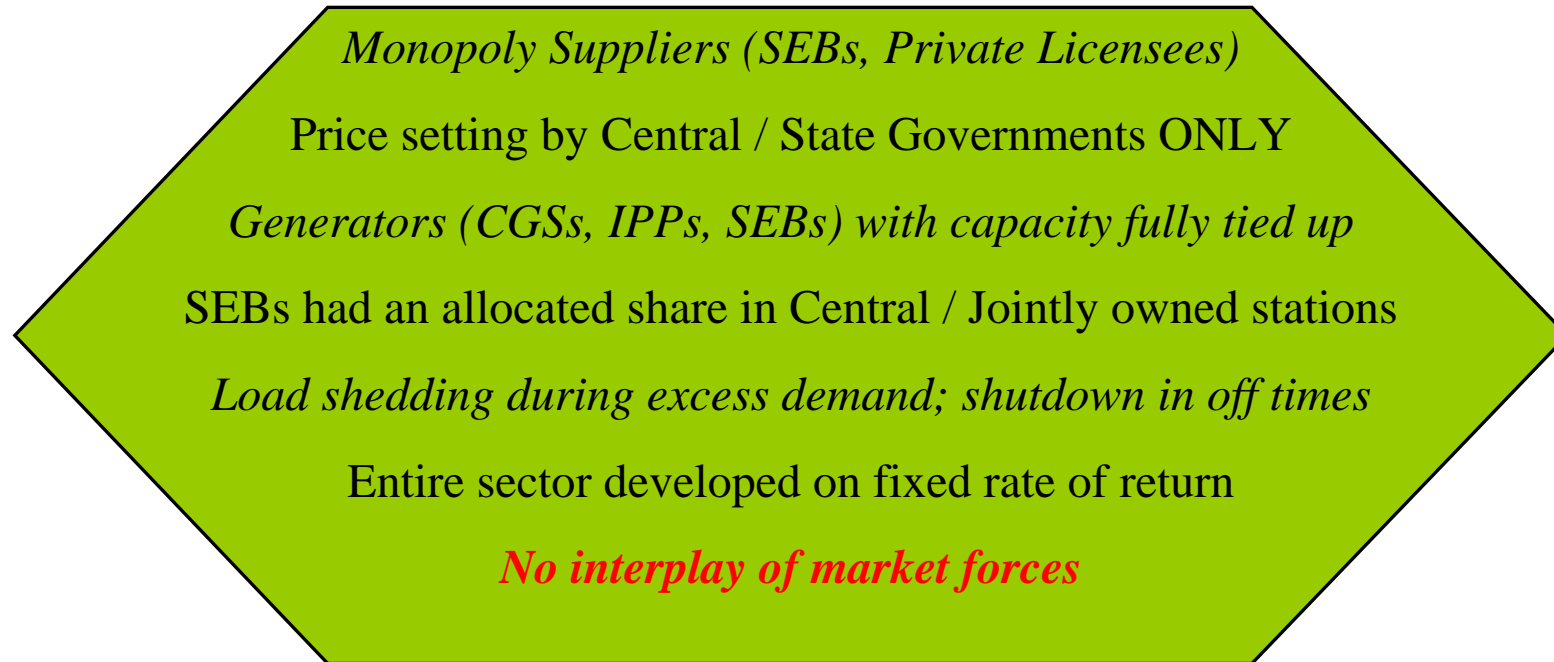 Monopoly Suppliers (SEBs, Private Licensees)
Price setting by Central / State Governments ONLY
Generators (CGSs, IPPs, SEBs) with capacity fully tied up
SEBs had an allocated share in Central / Jointly owned stations
Load shedding during excess demand; shutdown in off times
Entire sector developed on fixed rate of return
No interplay of market forces